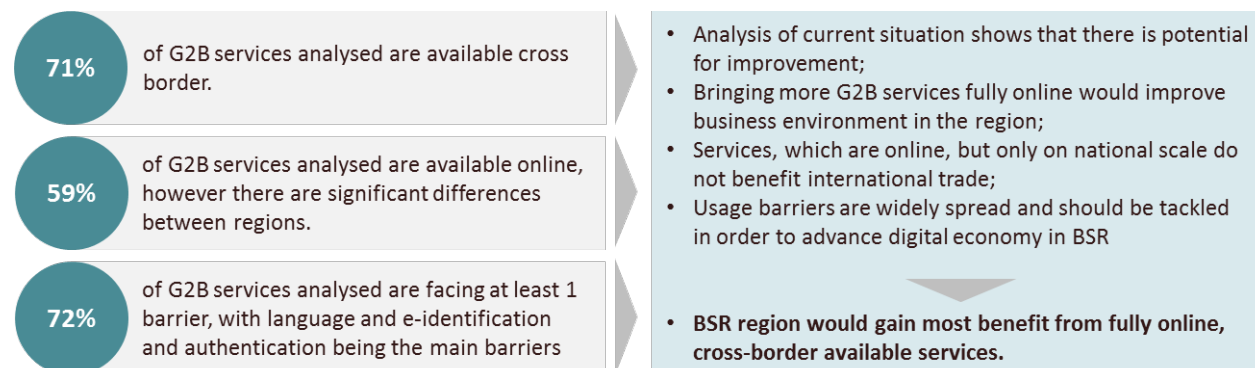 71%
of G2B services analysed are available cross
border.
59%
of G2B services analysed are available online,
however there are significant differences
between regions.
72%
of G2B services analysed are facing at least 1
barrier, with language and e-identification
and authentication being the main barriers
• Analysis of current situation shows that there is potential
for improvement;
• Bringing more G2B services fully online would improve
business environment in the region;
• Services, which are online, but only on national scale do
not benefit international trade;
• Usage barriers are widely spread and should be tackled
in order to advance digital economy in BSR
• BSR region would gain most benefit from fully online,
cross-border available services.